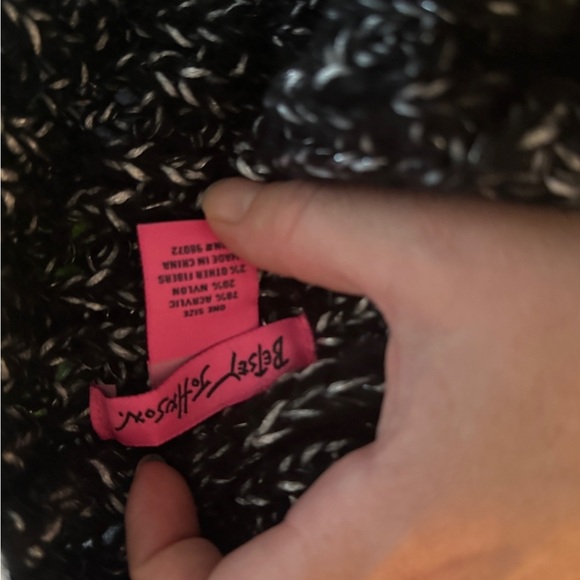 ONE SIZE
78% ACRYLIC
20% NYLON
2% OTHER FIBERS
MADE IN CHINA
RN# 98072
BETSEY
JOHNSON.